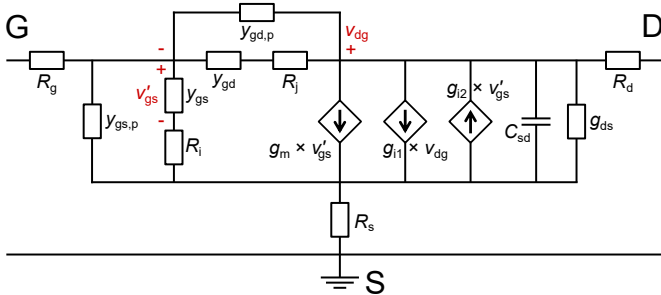 G
D
y_gd,p
v_dg
-
+
+
-
R_g
y_gd
R_j
R_d
v'_gs
y_gs
g_i2 × v'_gs
y_gs,p
R_i
g_m × v'_gs
g_i1 × v_dg
C_sd
g_ds
R_s
S